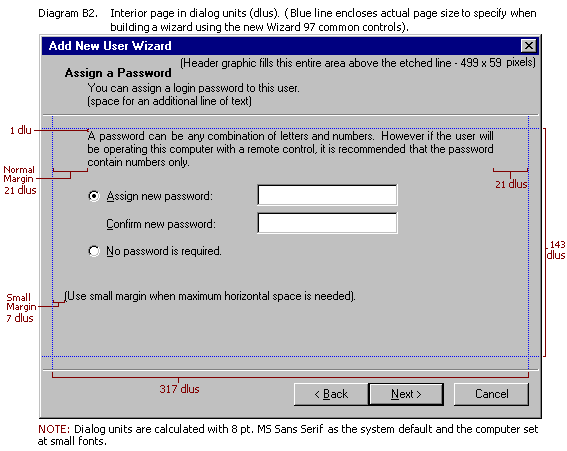 Diagram B2. Interior page in dialog units (dlus). (Blue line encloses actual page size to specify when
building a wizard using the new Wizard 97 common controls).
Add New User Wizard
(Header graphic fills this entire area above the etched line - 499 x 59 pixels)
Assign a Password
You can assign a login password to this user.
(space for an additional line of text)
1 dlu
A password can be any combination of letters and numbers. However if the user will
be operating this computer with a remote control, it is recommended that the password
contain numbers only.
Normal
Margin
21 dlus
21 dlus
Assign new password:
Confirm new password:
No password is required.
143
dlus
Small
Margin
7 dlus
(Use small margin when maximum horizontal space is needed).
317 dlus
< Back
Next >
Cancel
NOTE: Dialog units are calculated with 8 pt. MS Sans Serif as the system default and the computer set
at small fonts.